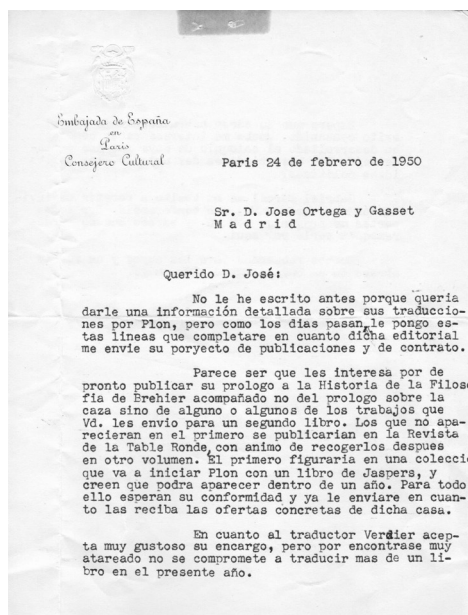 Embajada de España
en
Paris
Consejero Cultural
Paris 24 de febrero de 1950
Sr. D. Jose Ortega y Gasset
M a d r i d
Querido D. José:
No le he escrito antes porque queria
darle una información detallada sobre sus traduccio-
nes por Plon, pero como los dias pasan,le pongo es-
tas lineas que completare en cuanto dicha editorial
me envie su poryecto de publicaciones y de contrato.
Parece ser que les interesa por de
pronto publicar su prologo a la Historia de la Filoso
fia de Brehier acompañado no del prologo sobre la
caza sino de alguno o algunos de los trabajos que
Vd. les envio para un segundo libro. Los que no apa-
recieran en el primero se publicarian en la Revista
de la Table Ronde, con animo de recogerlos despues
en otro volumen. El primero figuraria en una colecci
que va a iniciar Plon con un libro de Jaspers, y
creen que podra aparecer dentro de un año. Para todo
ello esperan su conformidad y ya le enviare en cuan-
to las reciba las ofertas concretas de dicha casa.
En cuanto al traductor Verdier acep-
ta muy gustoso su encargo, pero por encontrase muy
atareado no se compromete a traducir mas de un li-
bro en el presente año.